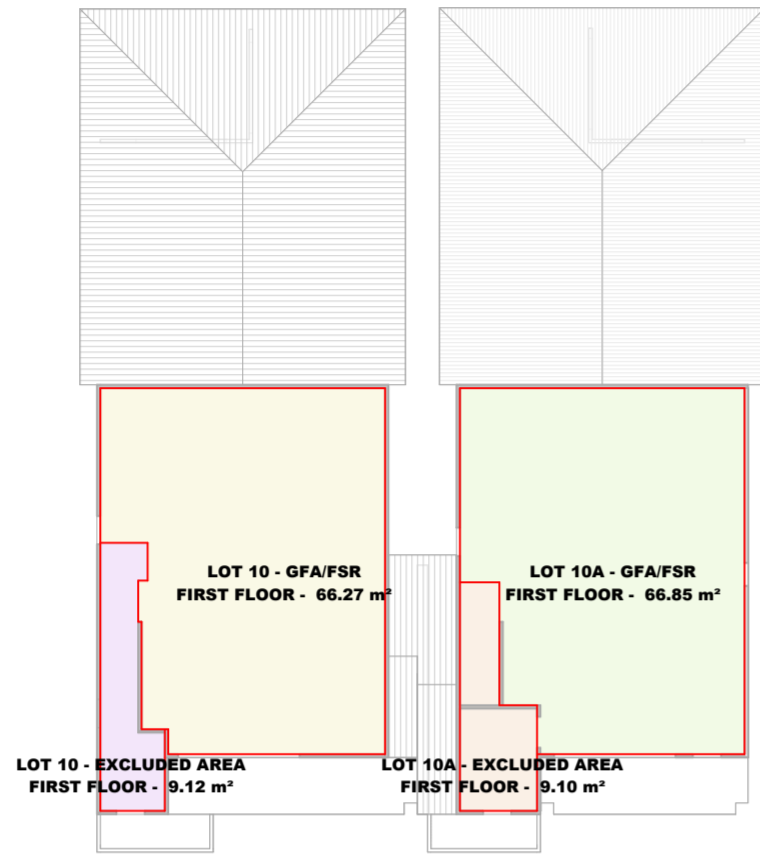 LOT 10 - GFA/FSR
FIRST FLOOR - 66.27 m²
LOT 10A - GFA/FSR
FIRST FLOOR - 66.85 m²
LOT 10 - EXCLUDED AREA
FIRST FLOOR - 9.12 m²
LOT 10A - EXCLUDED AREA
FIRST FLOOR - 9.10 m²